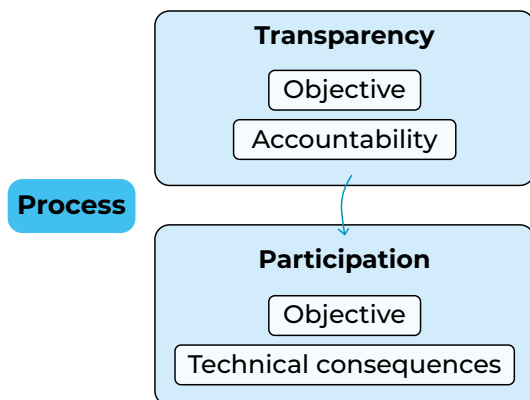 Transparency
Objective
Accountability
Process
Participation
Objective
Technical consequences